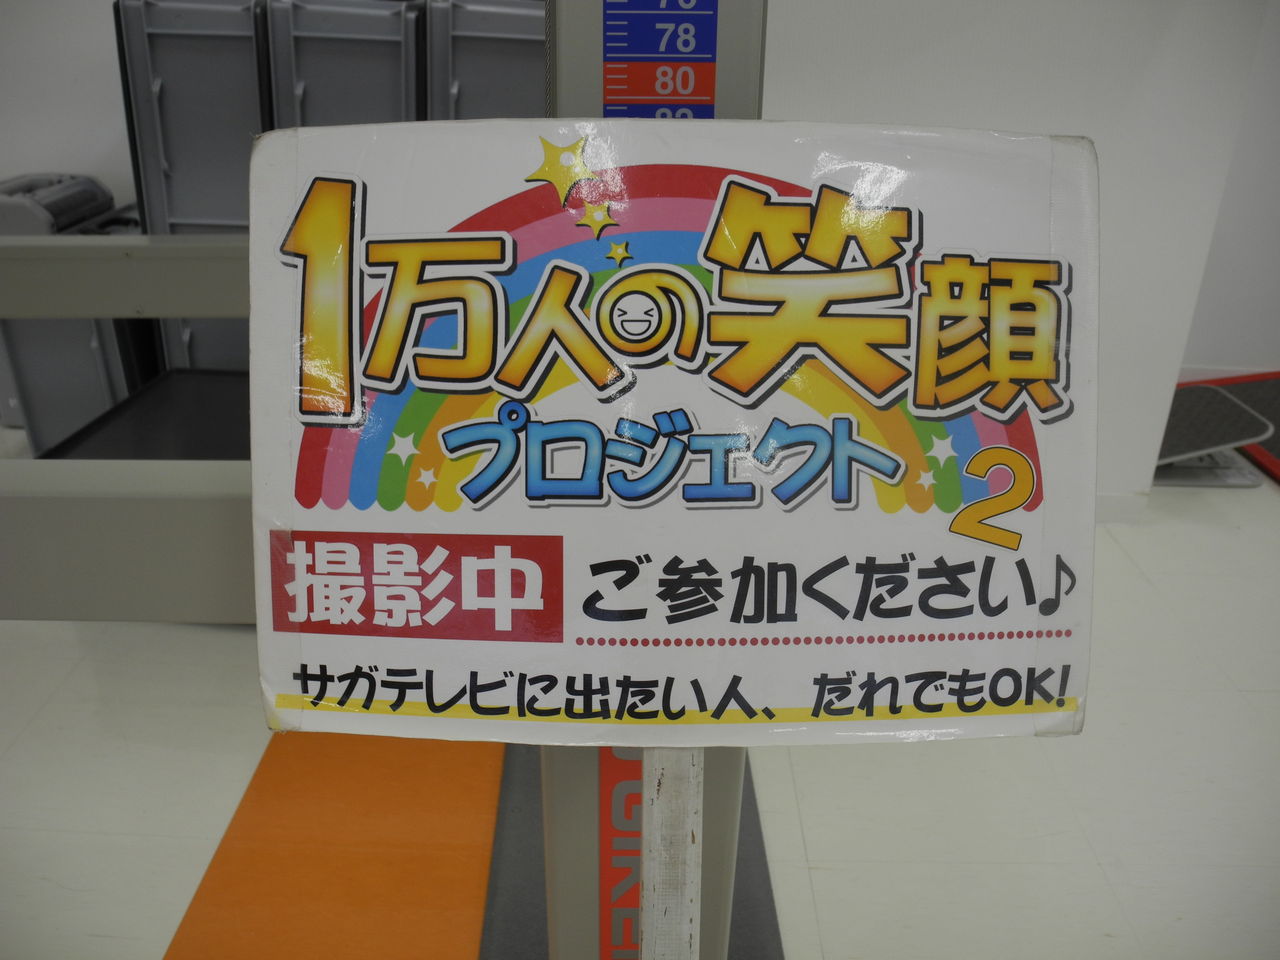 78
80
1万人の笑顔
プロジェクト2
撮影中 ご参加ください♪
サガテレビに出たい人、だれでもOK!